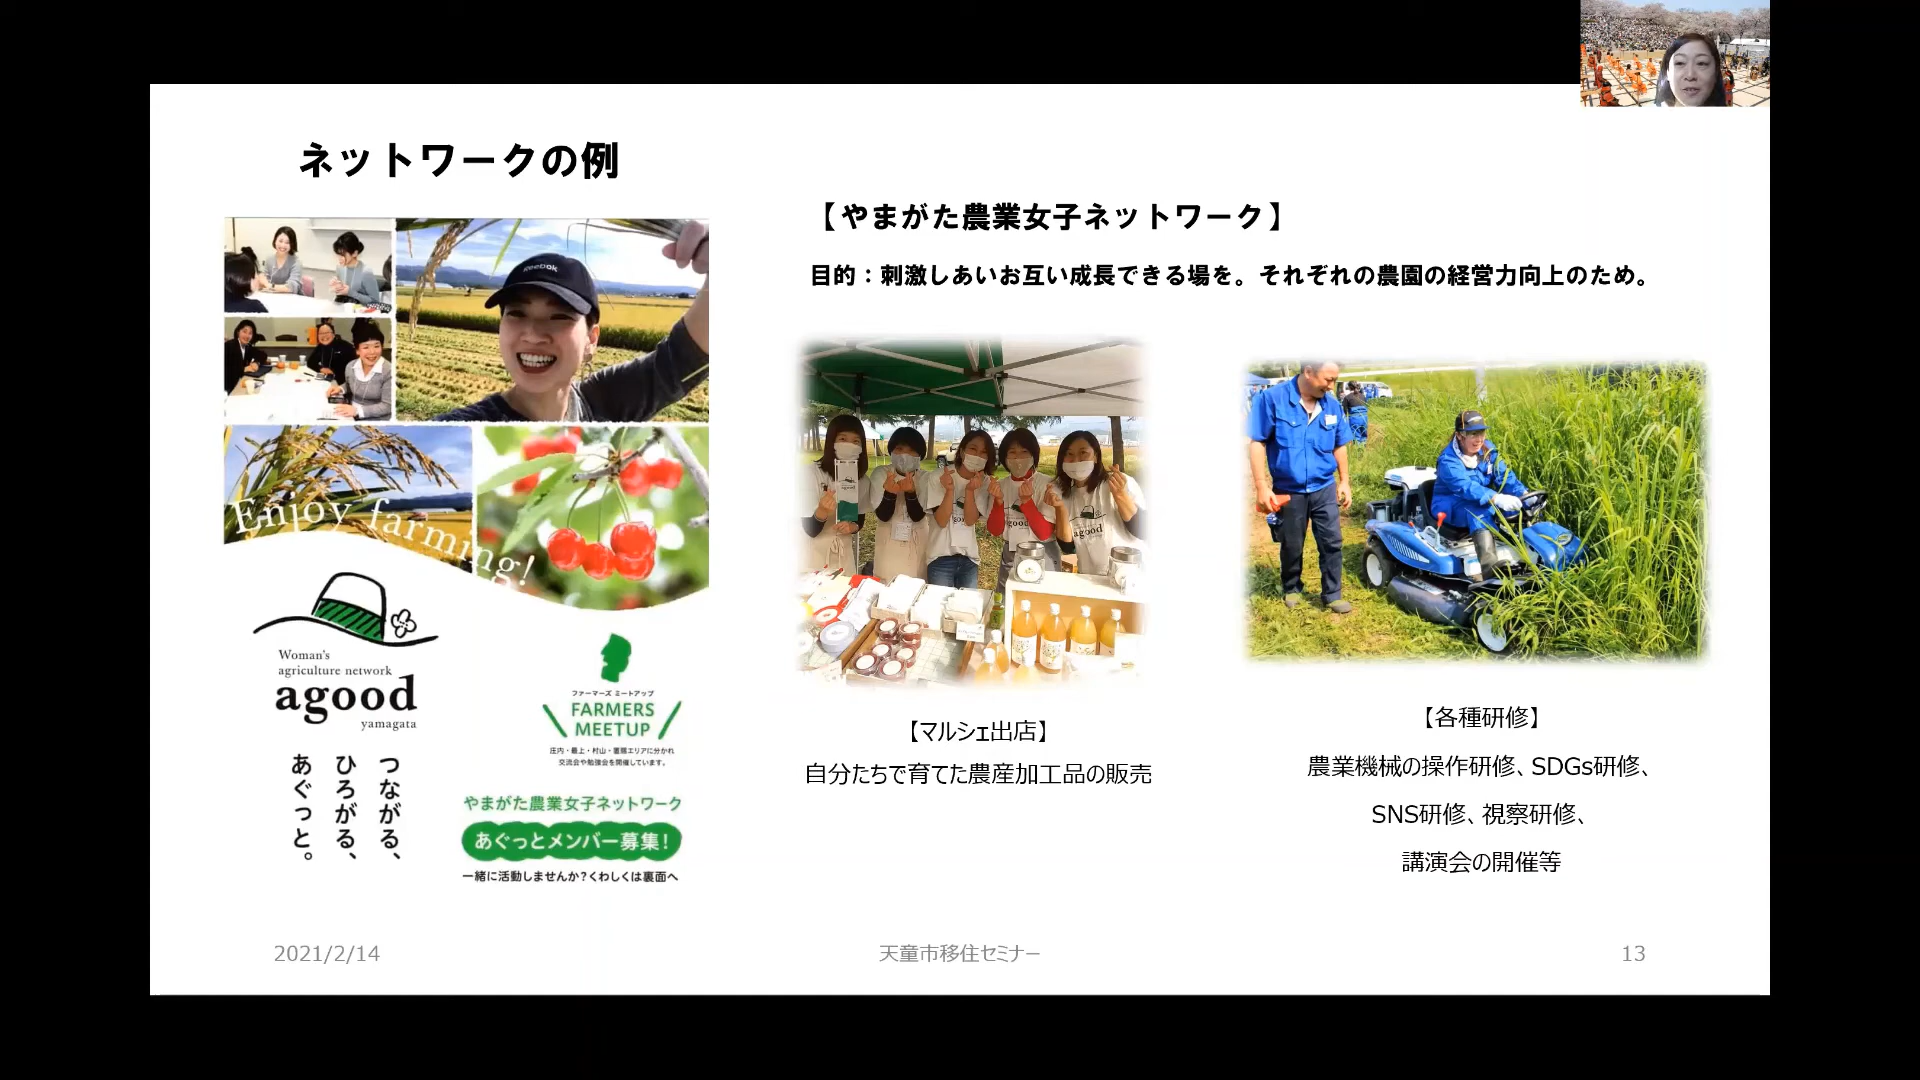 ネットワークの例
【やまがた農業女子ネットワーク】
目的：刺激しあいお互い成長できる場を。それぞれの農園の経営力向上のため。
Reebok
Enjoy farming!
Woman's
agriculture network
agood
yamagata
つながる、
ひろがる、
あぐっと。
ファーマーズ ミートアップ
FARMERS
MEETUP
庄内・最上・村山・置賜エリアに分かれ
交流会や勉強会を開催しています。
やまがた農業女子ネットワーク
あぐっとメンバー募集！
一緒に活動しませんか？くわしくは裏面へ
agood
agood
【マルシェ出店】
自分たちで育てた農産加工品の販売
【各種研修】
農業機械の操作研修、SDGs研修、
SNS研修、視察研修、
講演会の開催等
2021/2/14
天童市移住セミナー
13